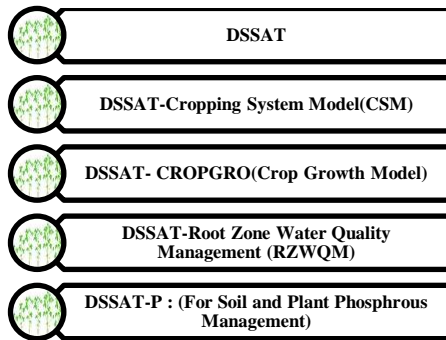 DSSAT
DSSAT-Cropping System Model(CSM)
DSSAT- CROPGRO(Crop Growth Model)
DSSAT-Root Zone Water Quality
Management (RZWQM)
DSSAT-P : (For Soil and Plant Phosphrous
Management)